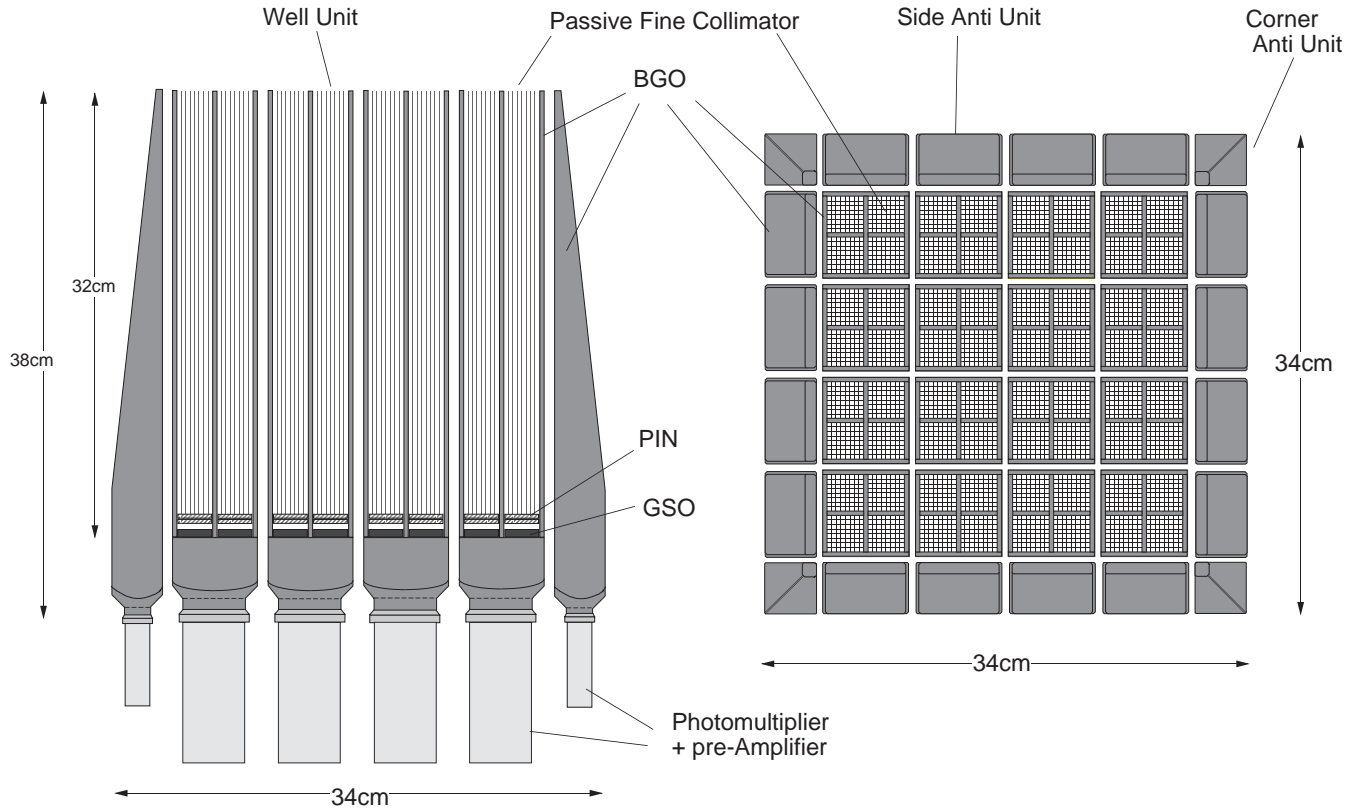 Well Unit
Passive Fine Collimator
Side Anti Unit
Corner
Anti Unit
BGO
32cm
38cm
34cm
PIN
GSO
34cm
Photomultiplier
+ pre-Amplifier
34cm